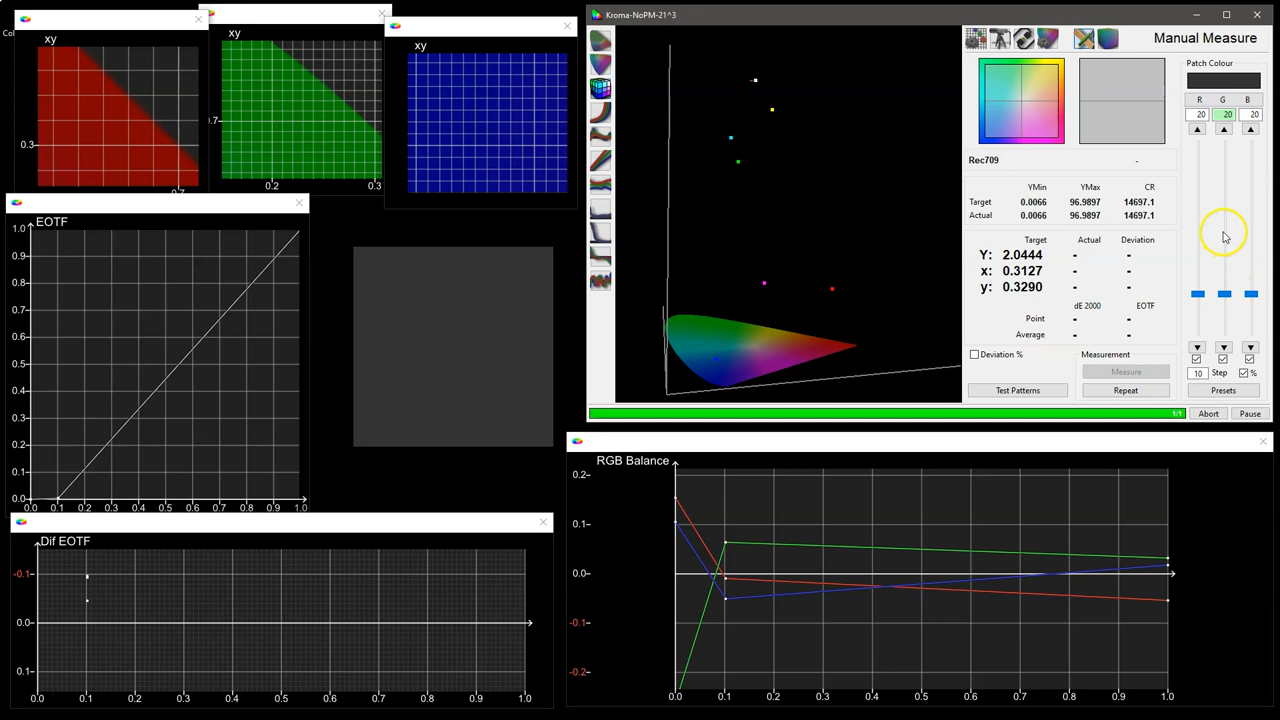 Kroma-NoPM-21^3
Manual Measure
Patch Colour
R G B
20 20 20
xy
0.3
0.7
xy
0.7
0.2
0.3
xy
Rec709 -
YMin YMax CR
Target 0.0066 96.9897 14697.1
Actual 0.0066 96.9897 14697.1
Target Actual Deviation
Y: 2.0444 - -
x: 0.3127 - -
y: 0.3290 - -
dE 2000 EOTF
Point - -
Average - -
Deviation %
Measurement
Measure
Test Patterns
Repeat
10 Step %
Presets
1/1
Abort
Pause
EOTF
1.0
0.9
0.8
0.7
0.6
0.5
0.4
0.3
0.2
0.1
0.0
0.0 0.1 0.2 0.3 0.4 0.5 0.6 0.7 0.8 0.9 1.0
Dif EOTF
-0.1
0.0
0.1
0.0 0.1 0.2 0.3 0.4 0.5 0.6 0.7 0.8 0.9 1.0
RGB Balance
0.2
0.1
0.0
-0.1
-0.2
0.0 0.1 0.2 0.3 0.4 0.5 0.6 0.7 0.8 0.9 1.0